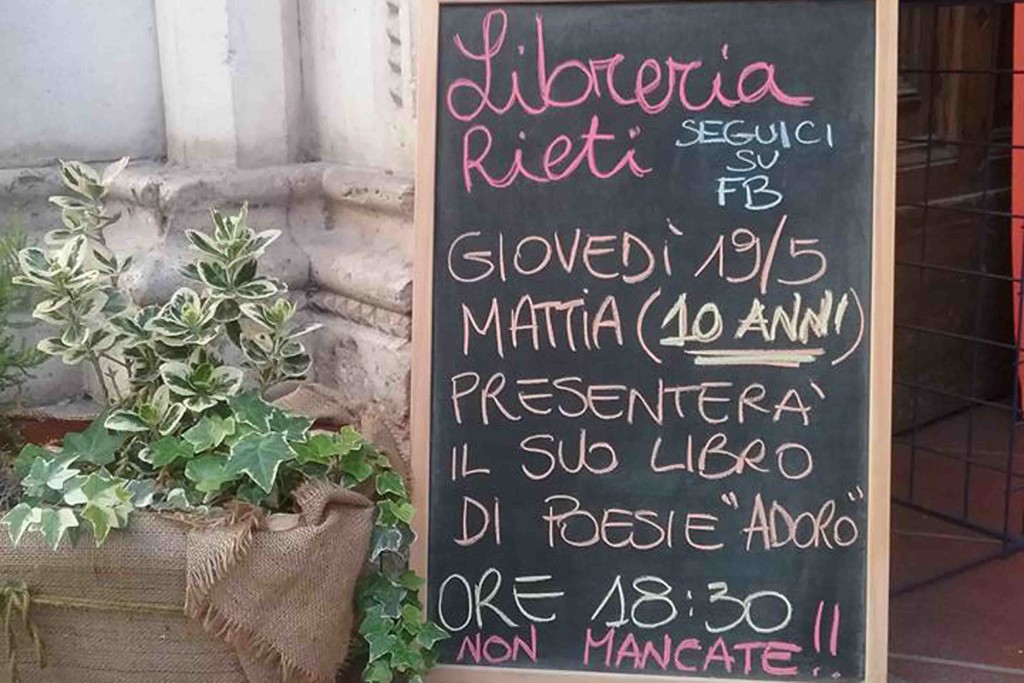 Libreria
Rieti
SEGUICI
SU
FB
GIOVEDÌ 19/5
MATTIA (10 ANNI)
PRESENTERA'
IL SUO LIBRO
DI POESIE "ADORO"
ORE 18:30
NON MANCATE!!